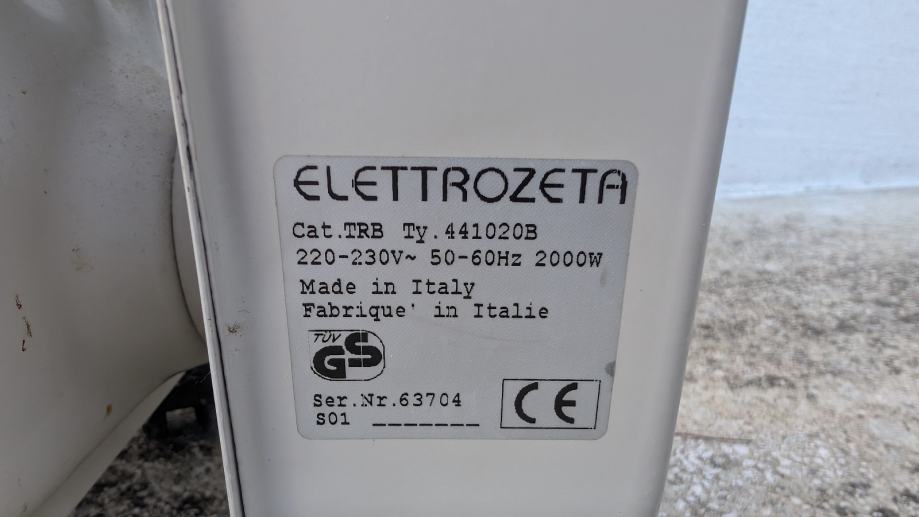 ELETTROZETA
Cat.TRB Ty.441020B
220-230V~ 50-60Hz 2000W
Made in Italy
Fabrique' in Italie
TÜV
GS
Ser.Nr.63704
S01 _______
CE